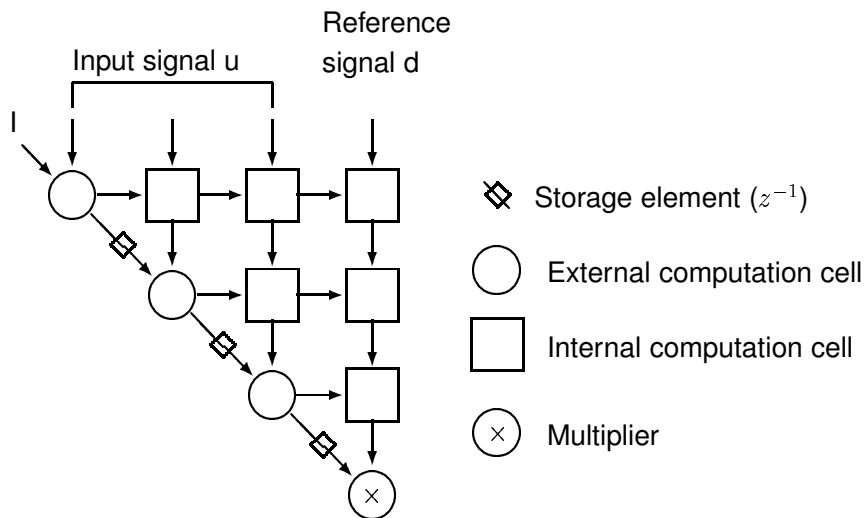 Reference
signal d
Input signal u
I
Storage element (z⁻¹)
External computation cell
Internal computation cell
× Multiplier
×